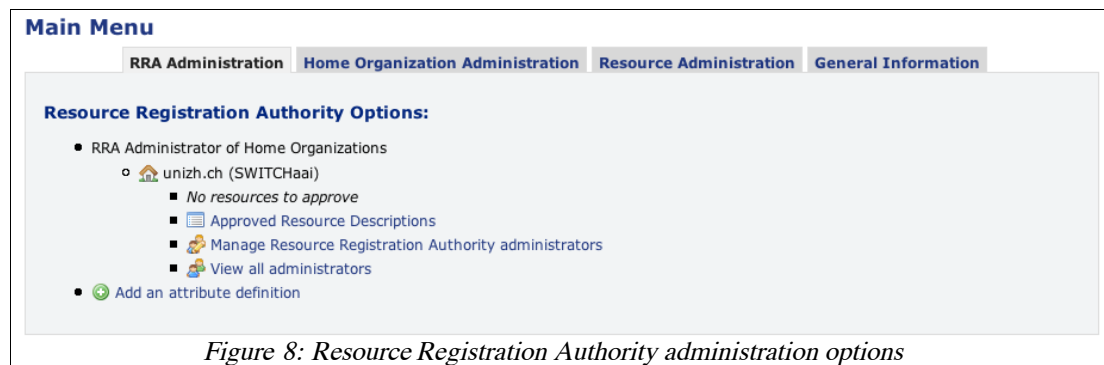 Main Menu
RRA Administration Home Organization Administration Resource Administration General Information
Resource Registration Authority Options:
RRA Administrator of Home Organizations
unizh.ch (SWITCHaai)
No resources to approve
Approved Resource Descriptions
Manage Resource Registration Authority administrators
View all administrators
Add an attribute definition
Figure 8: Resource Registration Authority administration options